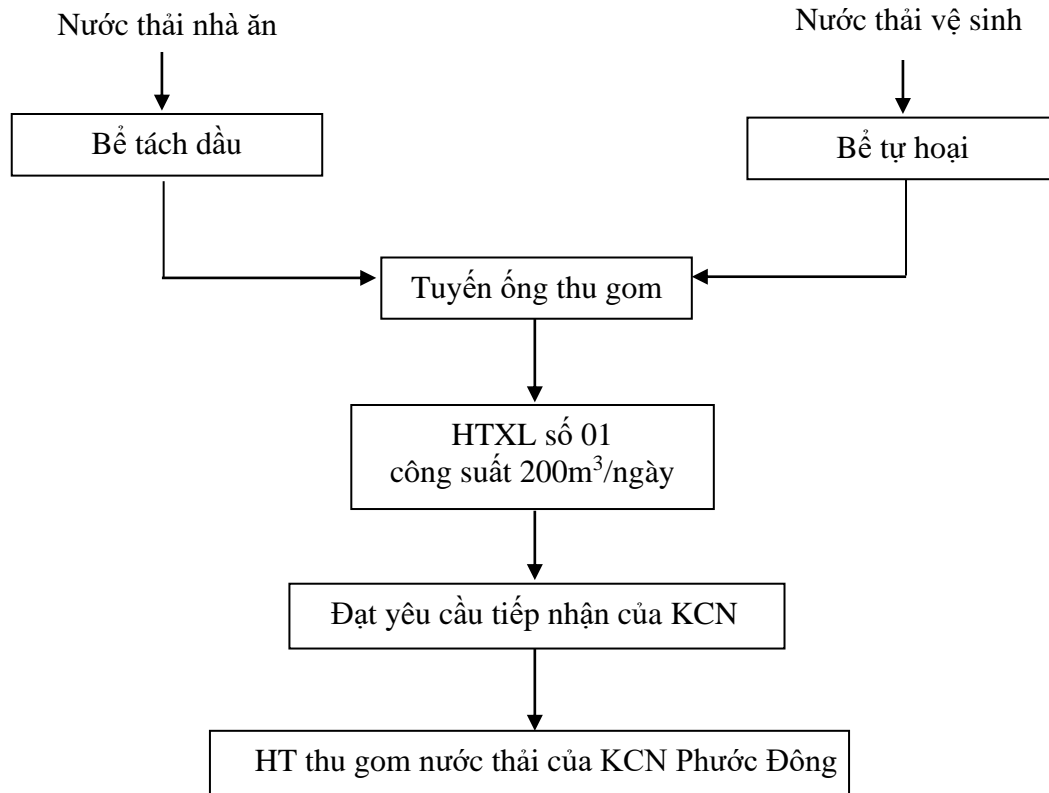 Nước thải nhà ăn
Nước thải vệ sinh
Bể tách dầu
Bể tự hoại
Tuyến ống thu gom
HTXL số 01
công suất 200m³/ngày
Đạt yêu cầu tiếp nhận của KCN
HT thu gom nước thải của KCN Phước Đông